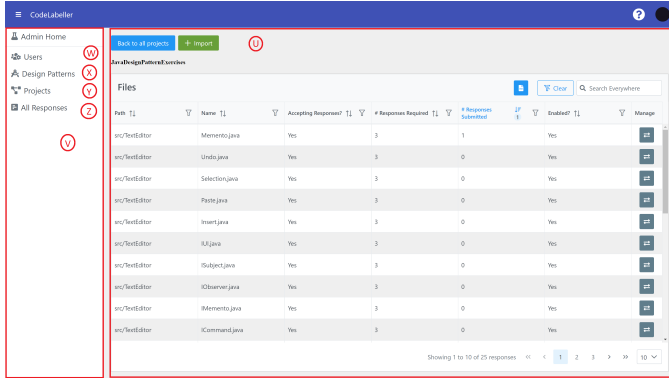 ≡ CodeLabeller ?
Admin Home
Users W
Design Patterns X
Projects Y
All Responses Z
V
Back to all projects + Import U
JavaDesignPatternExercises
Files Clear Search Everywhere
Path Name Accepting Responses? # Responses Required # Responses Submitted 1 Enabled? Manage
src/TextEditor Memento.java Yes 3 1 Yes
src/TextEditor Undo.java Yes 3 0 Yes
src/TextEditor Selection.java Yes 3 0 Yes
src/TextEditor Paste.java Yes 3 0 Yes
src/TextEditor Insert.java Yes 3 0 Yes
src/TextEditor IUI.java Yes 3 0 Yes
src/TextEditor ISubject.java Yes 3 0 Yes
src/TextEditor IObserver.java Yes 3 0 Yes
src/TextEditor IMemento.java Yes 3 0 Yes
src/TextEditor ICommand.java Yes 3 0 Yes
Showing 1 to 10 of 25 responses « ‹ 1 2 3 › » 10